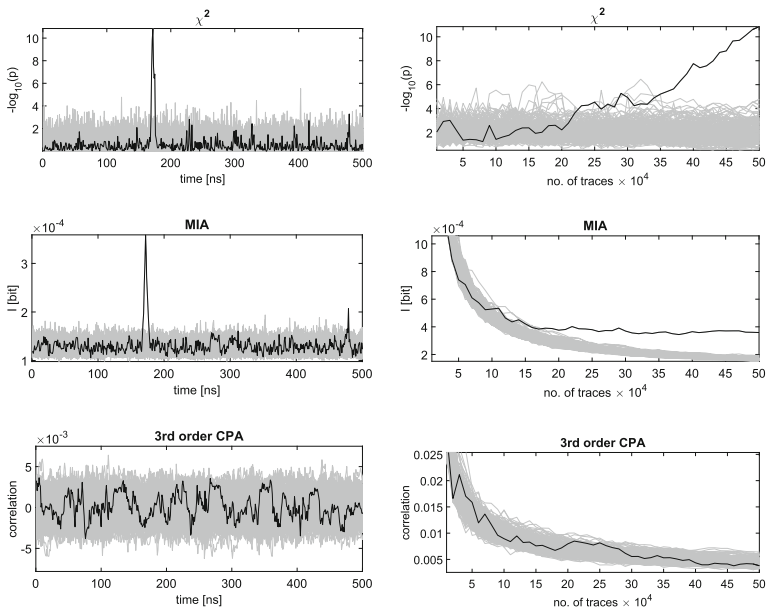 χ²
-log₁₀(p)
10
8
6
4
2
0 100 200 300 400 500
time [ns]
χ²
-log₁₀(p)
10
8
6
4
2
5 10 15 20 25 30 35 40 45 50
no. of traces × 10⁴
MIA
×10⁻⁴
I [bit]
3
2
1
0 100 200 300 400 500
time [ns]
MIA
×10⁻⁴
I [bit]
10
8
6
4
2
5 10 15 20 25 30 35 40 45 50
no. of traces × 10⁴
3rd order CPA
×10⁻³
correlation
5
0
-5
0 100 200 300 400 500
time [ns]
3rd order CPA
correlation
0.025
0.02
0.015
0.01
0.005
5 10 15 20 25 30 35 40 45 50
no. of traces × 10⁴